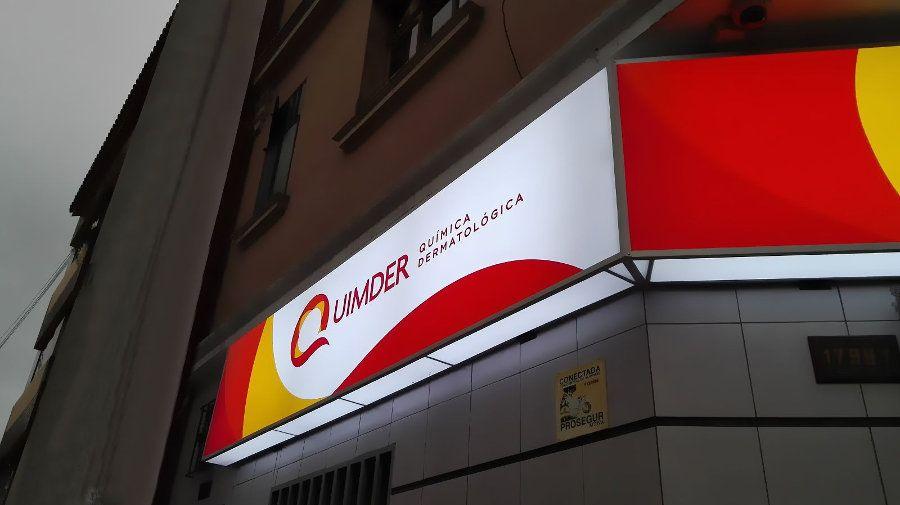 QUIMDER
QUÍMICA
DERMATOLÓGICA
CONECTADA
PROSEGUR